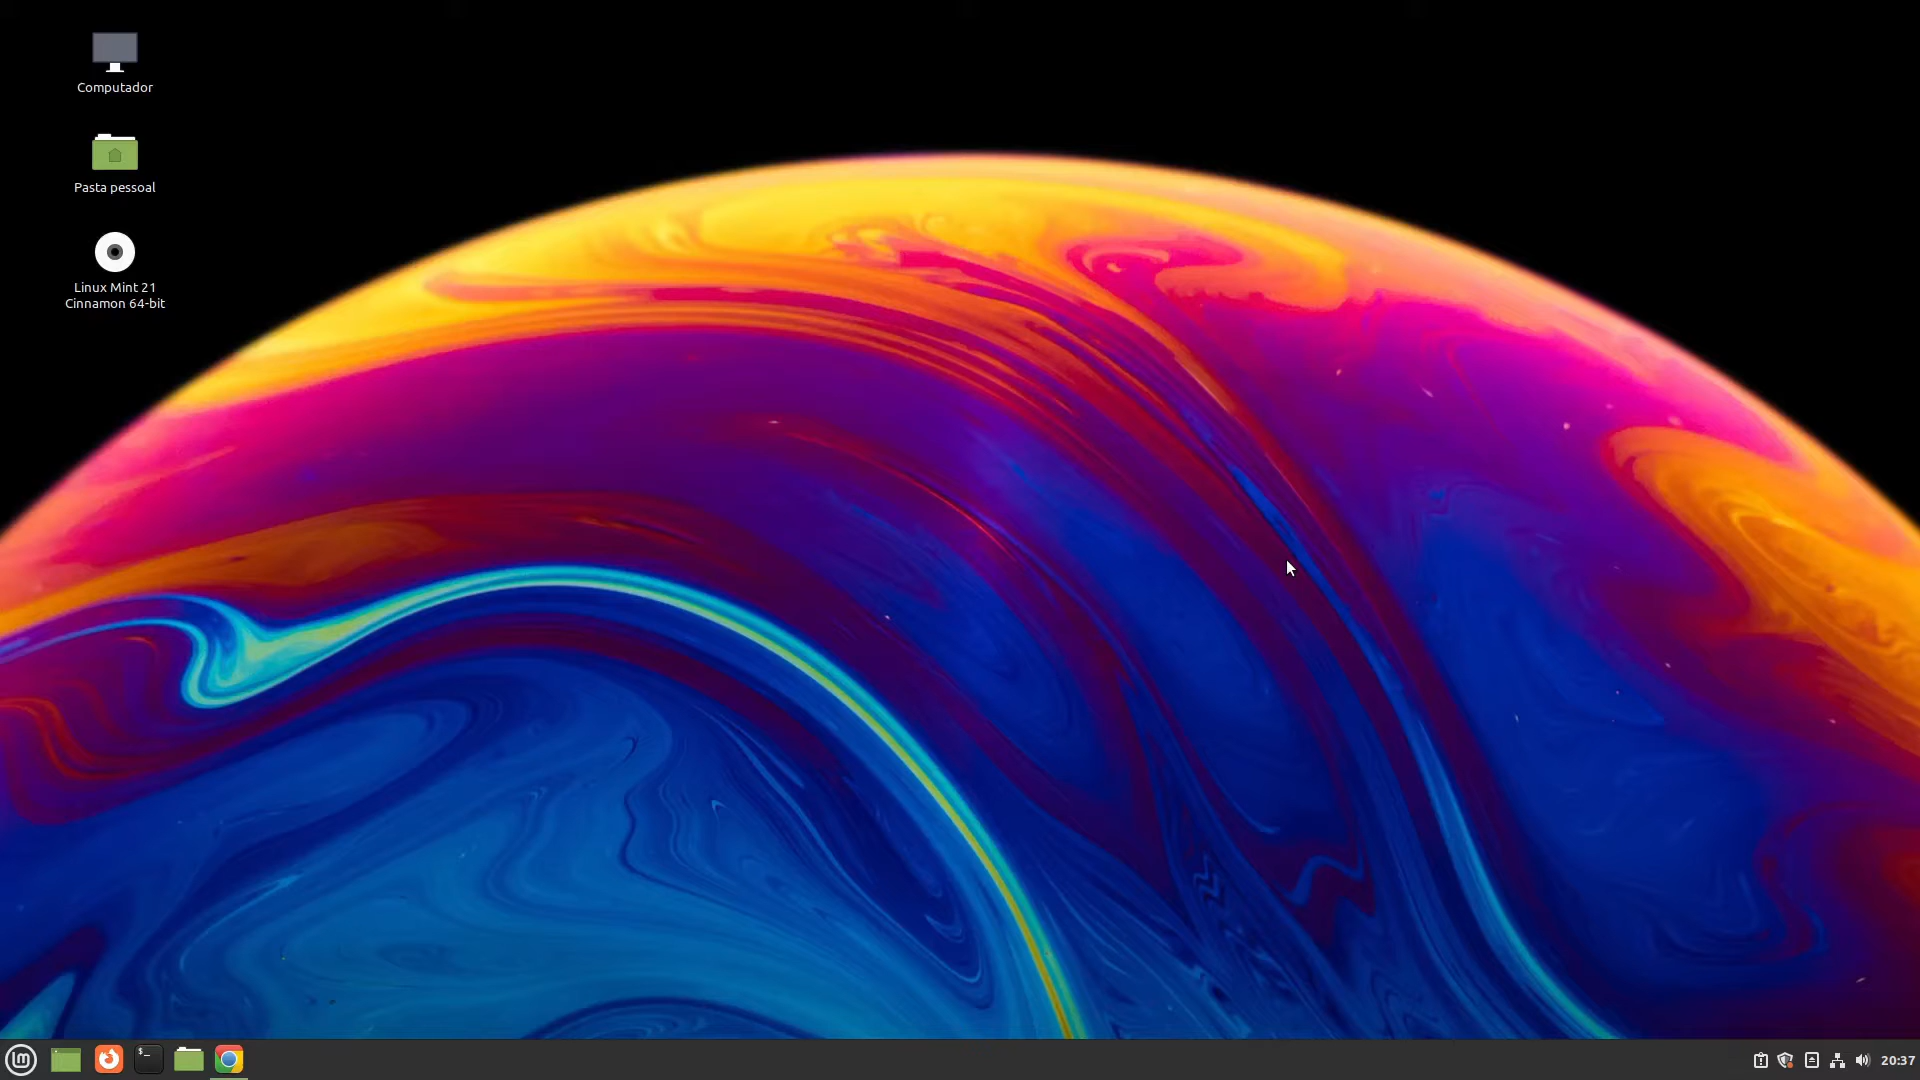 Computador
Pasta pessoal
Linux Mint 21
Cinnamon 64-bit
20:37